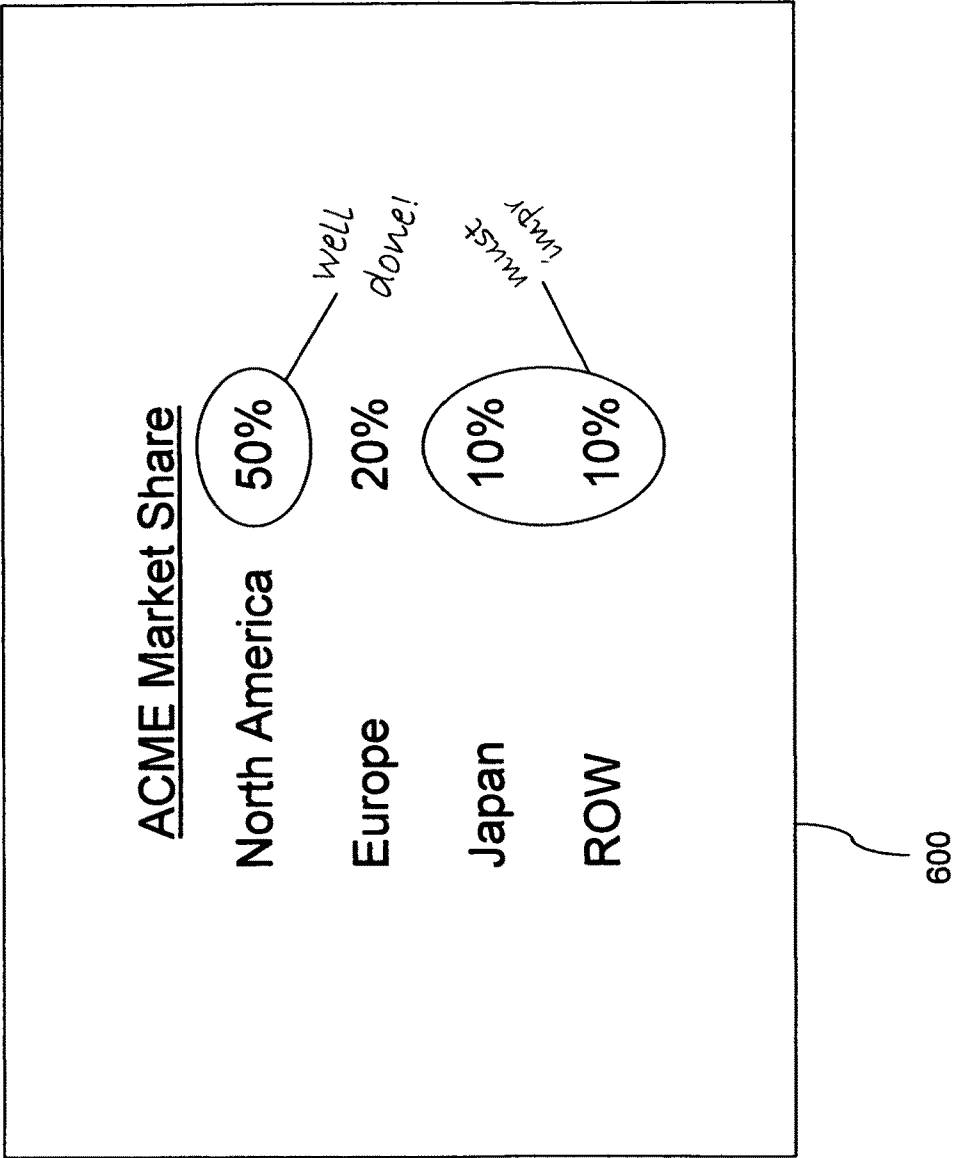 ACME Market Share
North America 50%
Europe 20%
Japan 10%
ROW 10%
well
done!
must
impr
600